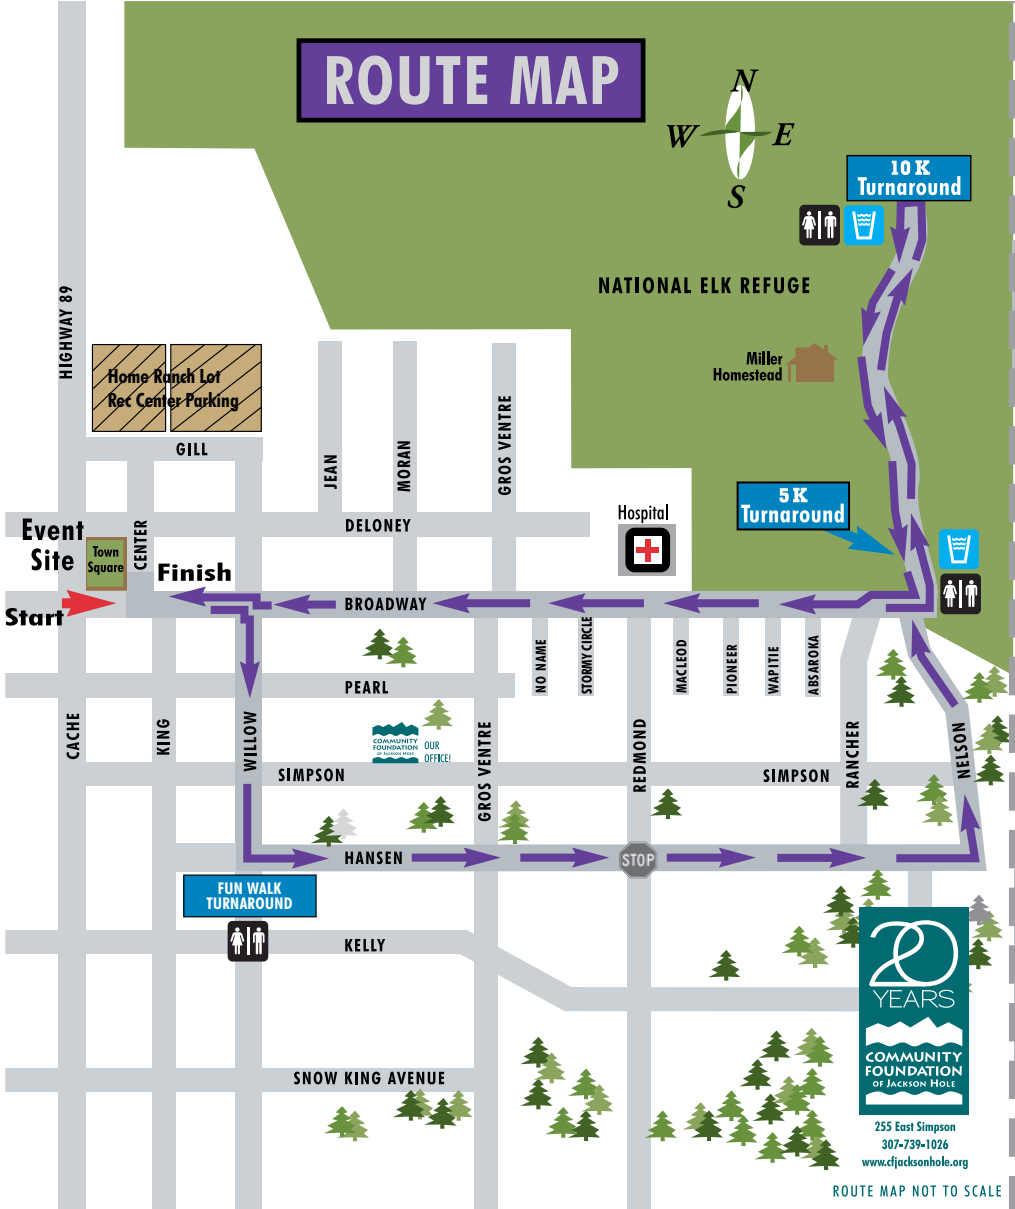 ROUTE MAP
N
W E
S
10 K
Turnaround
NATIONAL ELK REFUGE
HIGHWAY 89
Miller
Homestead
Home Ranch Lot
Rec Center Parking
GILL
JEAN
MORAN
GROS VENTRE
5 K
Turnaround
Hospital
DELONEY
Event
Site
Town
Square
CENTER
Finish
Start
BROADWAY
NO NAME
STORMY CIRCLE
MACLEOD
PIONEER
WAPITIE
ABSAROKA
PEARL
CACHE
KING
WILLOW
COMMUNITY
FOUNDATION
OF JACKSON HOLE
OUR
OFFICE!
GROS VENTRE
REDMOND
RANCHER
NELSON
SIMPSON
SIMPSON
HANSEN
STOP
FUN WALK
TURNAROUND
KELLY
20
YEARS
COMMUNITY
FOUNDATION
OF JACKSON HOLE
SNOW KING AVENUE
255 East Simpson
307-739-1026
www.cfjacksonhole.org
ROUTE MAP NOT TO SCALE